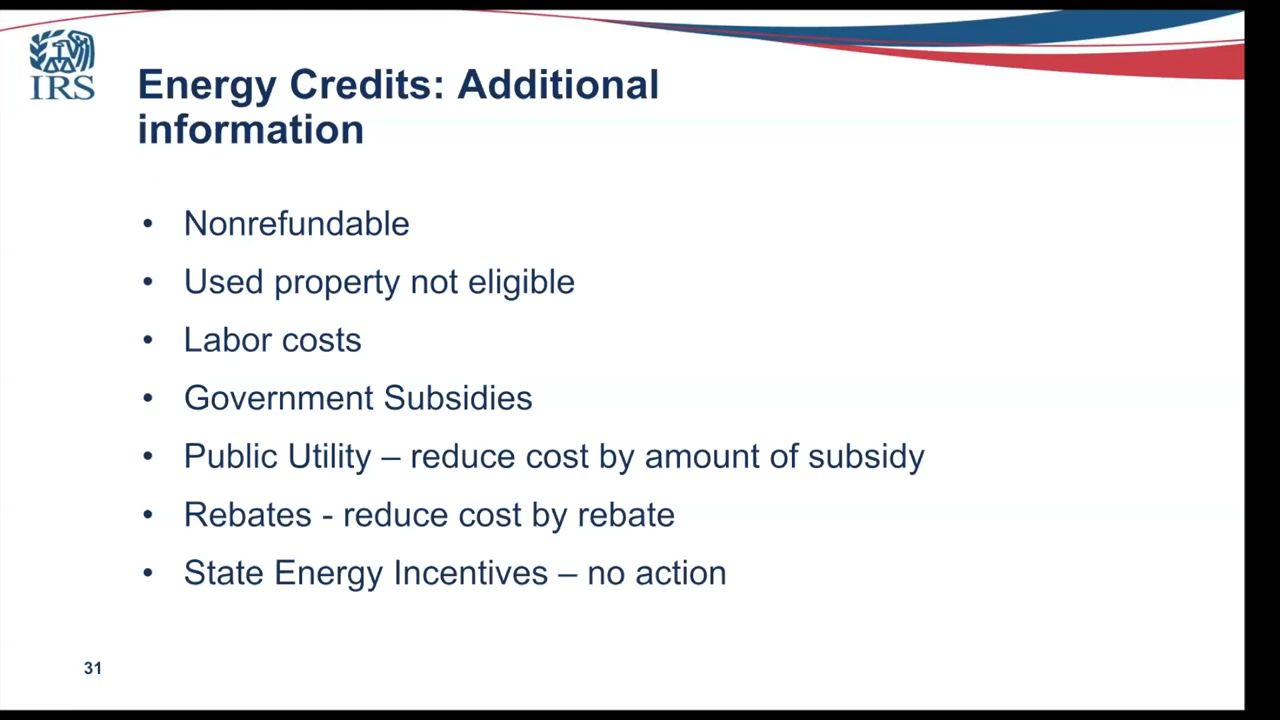 IRS
Energy Credits: Additional
information
• Nonrefundable
• Used property not eligible
• Labor costs
• Government Subsidies
• Public Utility – reduce cost by amount of subsidy
• Rebates - reduce cost by rebate
• State Energy Incentives – no action
31